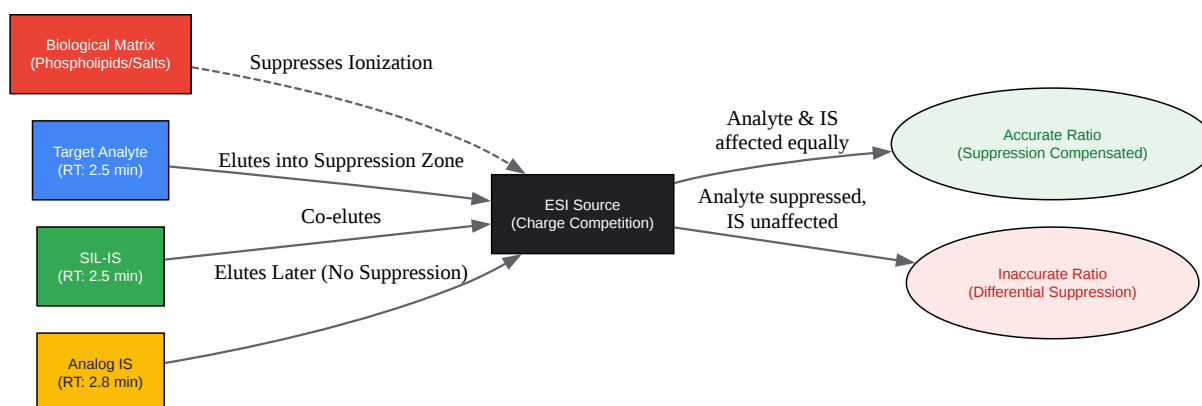 Biological Matrix
(Phospholipids/Salts)
Suppresses Ionization
Target Analyte
(RT: 2.5 min)
Elutes into Suppression Zone
SIL-IS
(RT: 2.5 min)
Co-elutes
Analog IS
(RT: 2.8 min)
Elutes Later (No Suppression)
ESI Source
(Charge Competition)
Analyte & IS
affected equally
Accurate Ratio
(Suppression Compensated)
Analyte suppressed,
IS unaffected
Inaccurate Ratio
(Differential Suppression)